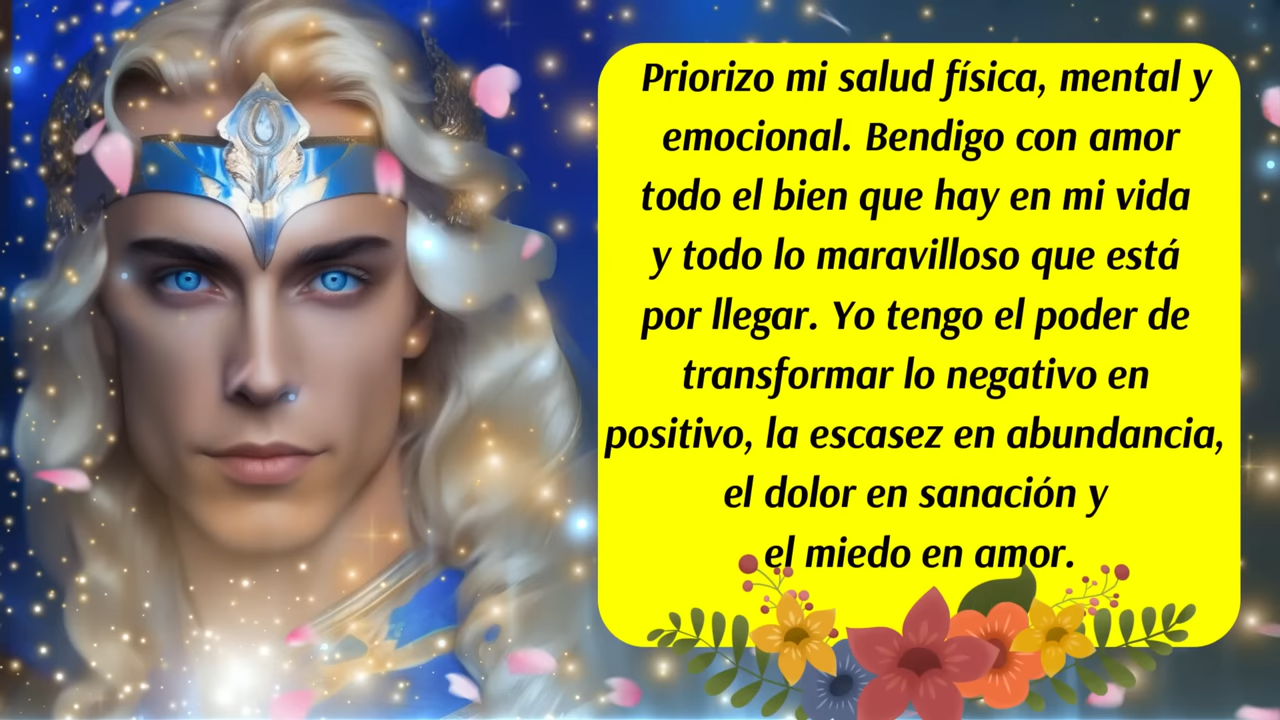 Priorizo mi salud física, mental y
emocional. Bendigo con amor
todo el bien que hay en mi vida
y todo lo maravilloso que está
por llegar. Yo tengo el poder de
transformar lo negativo en
positivo, la escasez en abundancia,
el dolor en sanación y
el miedo en amor.